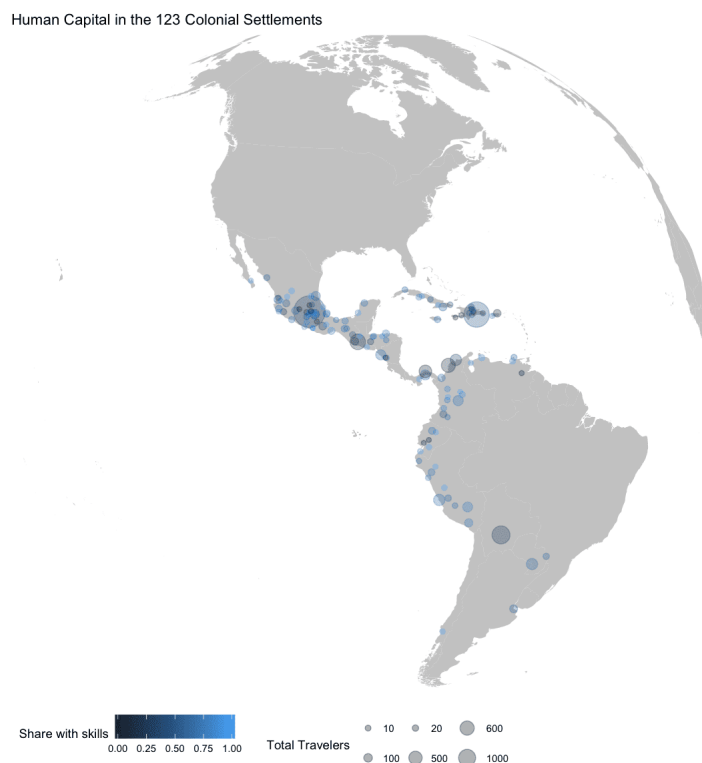 Human Capital in the 123 Colonial Settlements
Share with skills
0.00 0.25 0.50 0.75 1.00
Total Travelers
10 20 600
100 500 1000